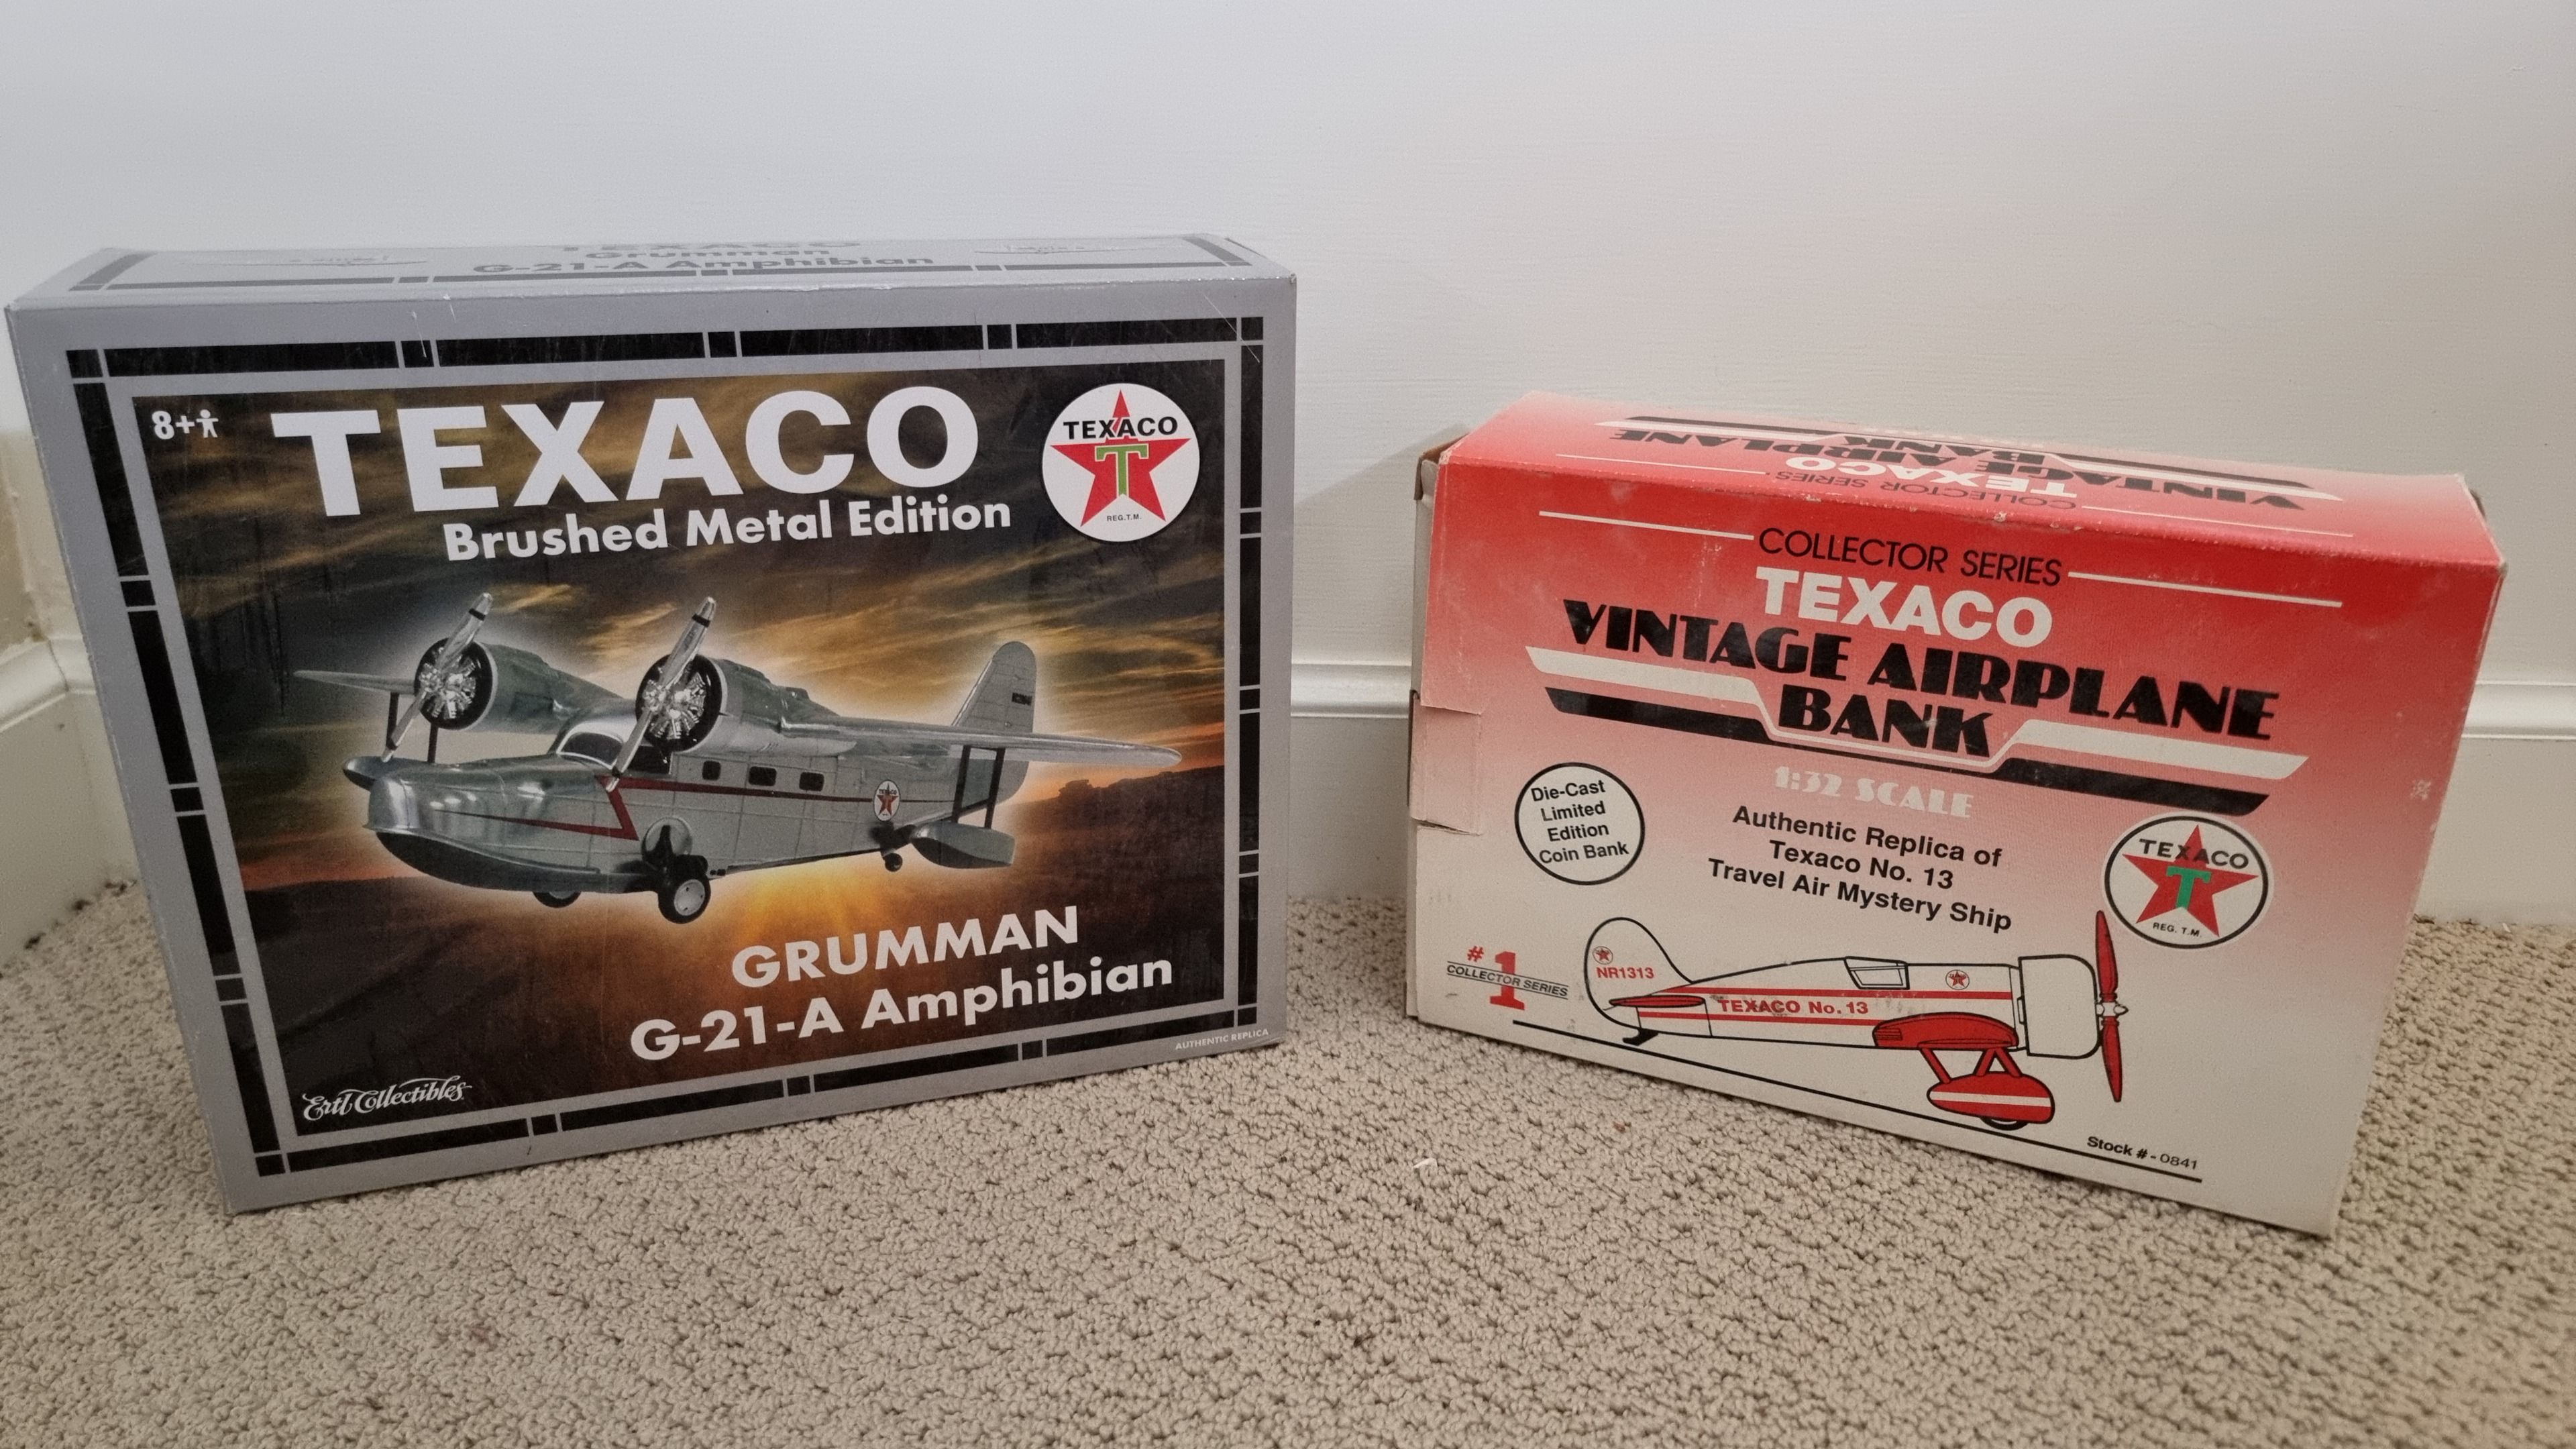 TEXACO
Grumman
G-21-A Amphibian
8+
TEXACO
Brushed Metal Edition
TEXACO
T
REG.T.M.
TEXACO
GRUMMAN
G-21-A Amphibian
AUTHENTIC REPLICA
Ertl Collectibles
COLLECTOR SERIES
TEXACO
VINTAGE AIRPLANE
BANK
COLLECTOR SERIES
TEXACO
VINTAGE AIRPLANE
BANK
1:32 SCALE
Die-Cast
Limited
Edition
Coin Bank
Authentic Replica of
Texaco No. 13
Travel Air Mystery Ship
TEXACO
T
REG. T.M.
#1
COLLECTOR SERIES
NR1313
TEXACO No. 13
Stock # - 0841